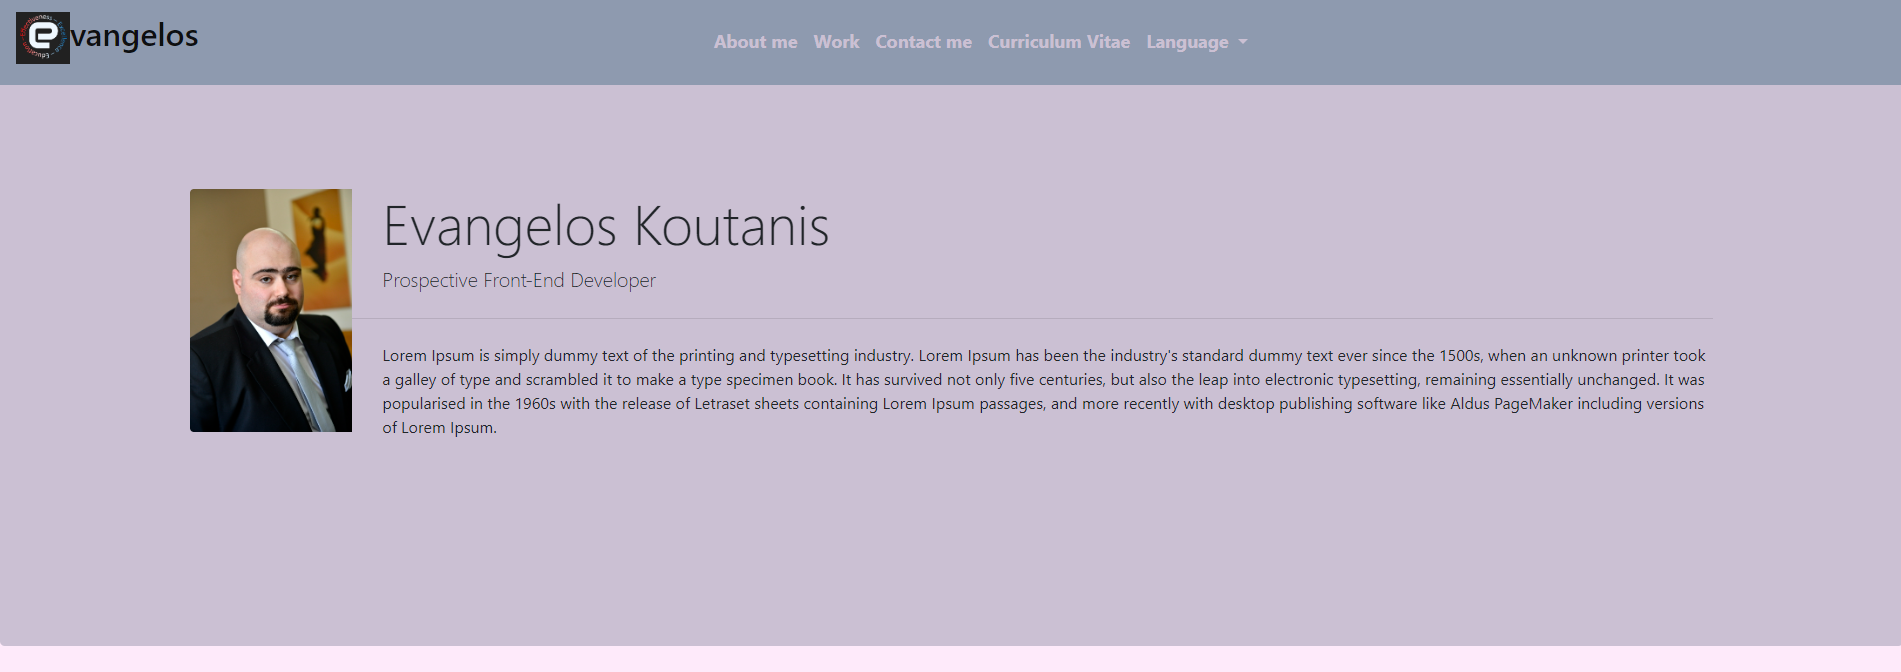 Effectiveness – Excellence – Education
e
vangelos
About me Work Contact me Curriculum Vitae Language
Evangelos Koutanis
Prospective Front-End Developer
Lorem Ipsum is simply dummy text of the printing and typesetting industry. Lorem Ipsum has been the industry's standard dummy text ever since the 1500s, when an unknown printer took
a galley of type and scrambled it to make a type specimen book. It has survived not only five centuries, but also the leap into electronic typesetting, remaining essentially unchanged. It was
popularised in the 1960s with the release of Letraset sheets containing Lorem Ipsum passages, and more recently with desktop publishing software like Aldus PageMaker including versions
of Lorem Ipsum.